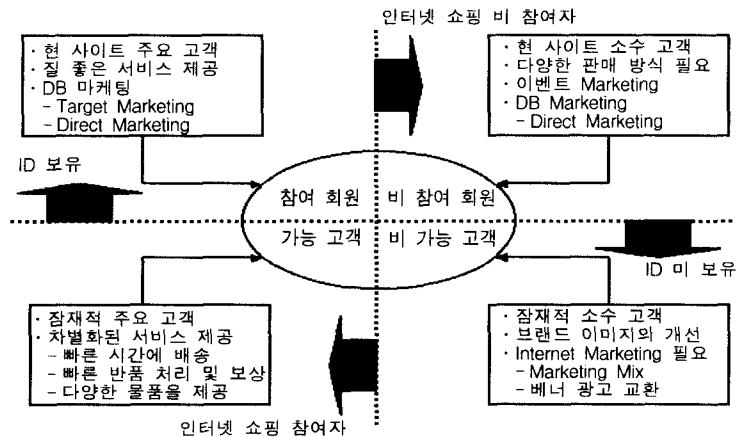 인터넷 쇼핑 비 참여자
· 현 사이트 주요 고객
· 질 좋은 서비스 제공
· DB 마케팅
- Target Marketing
- Direct Marketing
· 현 사이트 소수 고객
· 다양한 판매 방식 필요
· 이벤트 Marketing
· DB Marketing
- Direct Marketing
ID 보유
참여 회원
비 참여 회원
가능 고객
비 가능 고객
ID 미 보유
· 잠재적 주요 고객
· 차별화된 서비스 제공
- 빠른 시간에 배송
- 빠른 반품 처리 및 보상
- 다양한 물품을 제공
· 잠재적 소수 고객
· 브랜드 이미지의 개선
· Internet Marketing 필요
- Marketing Mix
- 베너 광고 교환
인터넷 쇼핑 참여자